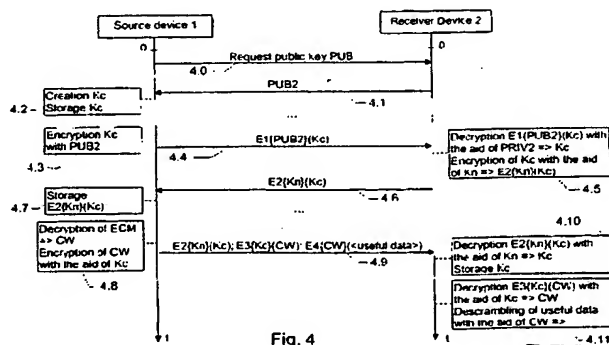 Source device 1
Receiver Device 2
0
0
Request public key PUB
4.0
PUB2
4.1
4.2
Creation Kc
Storage Kc
...
4.3
Encryption Kc
with PUB2
E1{PUB2}(Kc)
4.4
Decryption E1{PUB2}(Kc) with
the aid of PRIV2 => Kc
Encryption of Kc with the aid
of Kn => E2{Kn}(Kc)
4.5
E2{Kn}(Kc)
4.6
4.7
Storage
E2{Kn}(Kc)
...
4.10
Decryption of ECM
=> CW
Encryption of CW
with the aid of Kc
4.8
E2{Kn}(Kc); E3{Kc}(CW); E4{CW}(<useful data>)
4.9
Decryption E2{Kn}(Kc) with
the aid of Kn => Kc
Storage Kc
Decryption E3{Kc}(CW) with
the aid of Kc => CW
Descrambling of useful data
with the aid of CW =>
4.11
t
t
Fig. 4